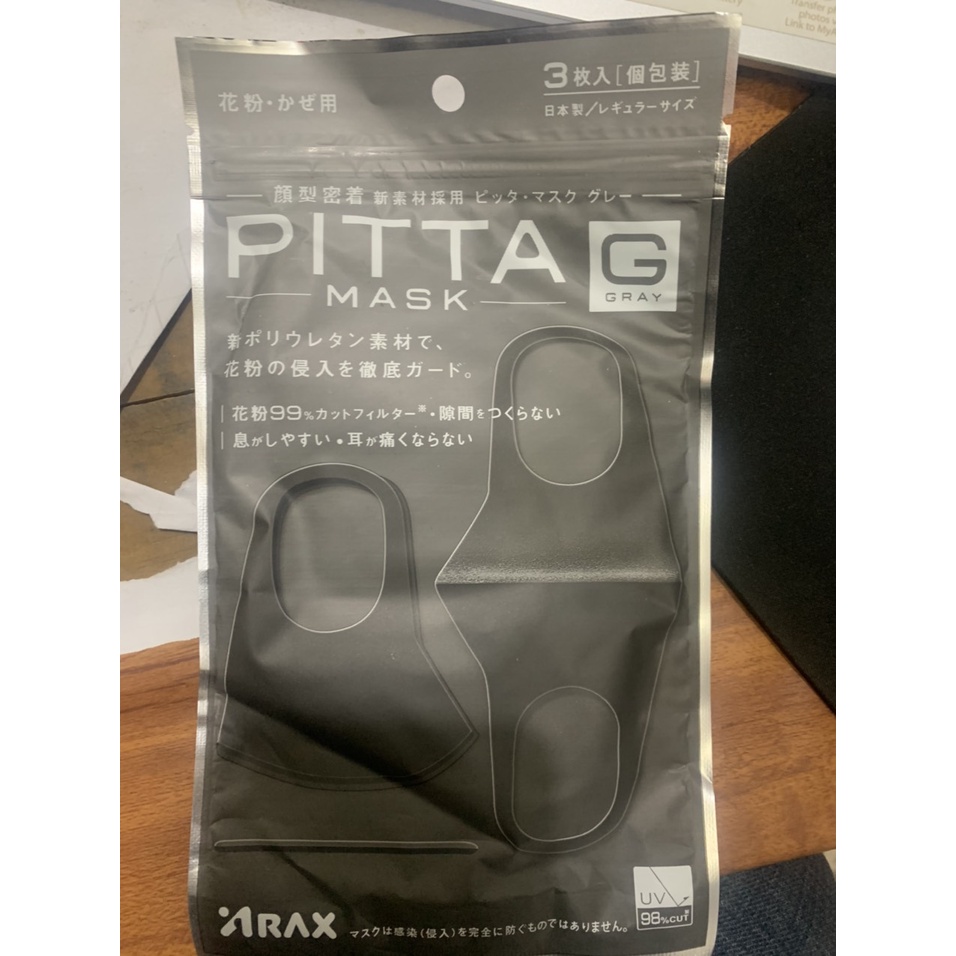 Transfer ph
photos v
Link to MyA
3枚入[個包装]
花粉・かぜ用
日本製/レギュラーサイズ
顔型密着 新素材採用 ピッタ・マスク グレー
PITTA
MASK
G
GRAY
新ポリウレタン素材で、
花粉の侵入を徹底ガード。
花粉99%カットフィルター※・隙間をつくらない
息がしやすい・耳が痛くならない
UV
98%CUT※
ARAX
マスクは感染(侵入)を完全に防ぐものではありません。